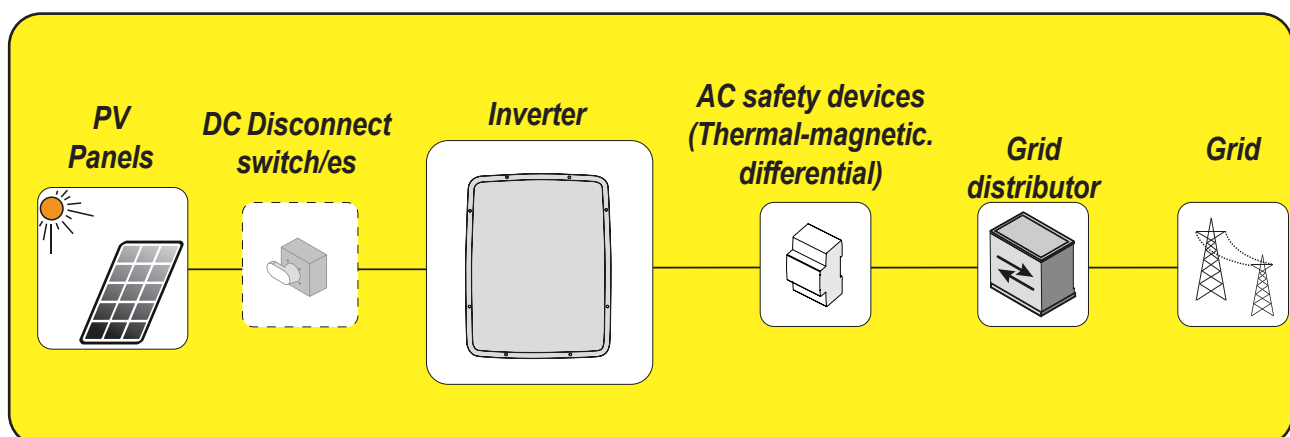 PV
Panels
DC Disconnect
switch/es
Inverter
AC safety devices
(Thermal-magnetic.
differential)
Grid
distributor
Grid